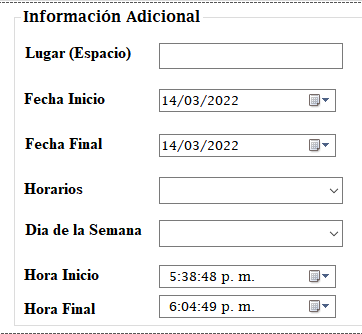 Información Adicional
Lugar (Espacio)
Fecha Inicio 14/03/2022
Fecha Final 14/03/2022
Horarios
Dia de la Semana
Hora Inicio 5:38:48 p. m.
Hora Final 6:04:49 p. m.